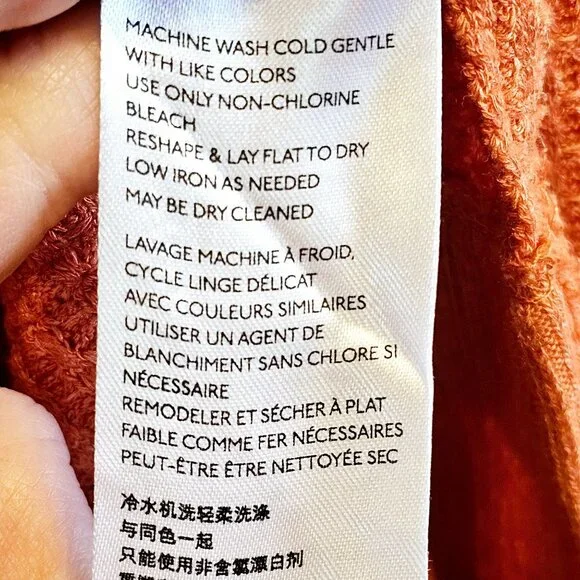 MACHINE WASH COLD GENTLE
WITH LIKE COLORS
USE ONLY NON-CHLORINE
BLEACH
RESHAPE & LAY FLAT TO DRY
LOW IRON AS NEEDED
MAY BE DRY CLEANED
LAVAGE MACHINE À FROID,
CYCLE LINGE DÉLICAT
AVEC COULEURS SIMILAIRES
UTILISER UN AGENT DE
BLANCHIMENT SANS CHLORE SI
NÉCESSAIRE
REMODELER ET SÉCHER À PLAT
FAIBLE COMME FER NÉCESSAIRES
PEUT-ÊTRE ÊTRE NETTOYÉE SEC
冷水机洗轻柔洗涤
与同色一起
只能使用非含氯漂白剂